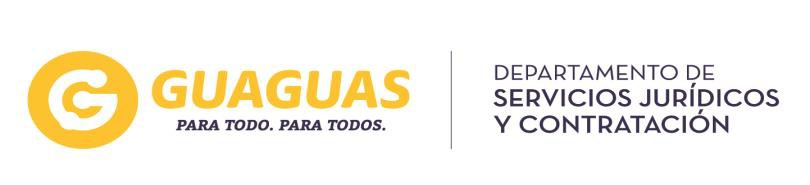 GUAGUAS
PARA TODO. PARA TODOS.
DEPARTAMENTO DE
SERVICIOS JURÍDICOS
Y CONTRATACIÓN